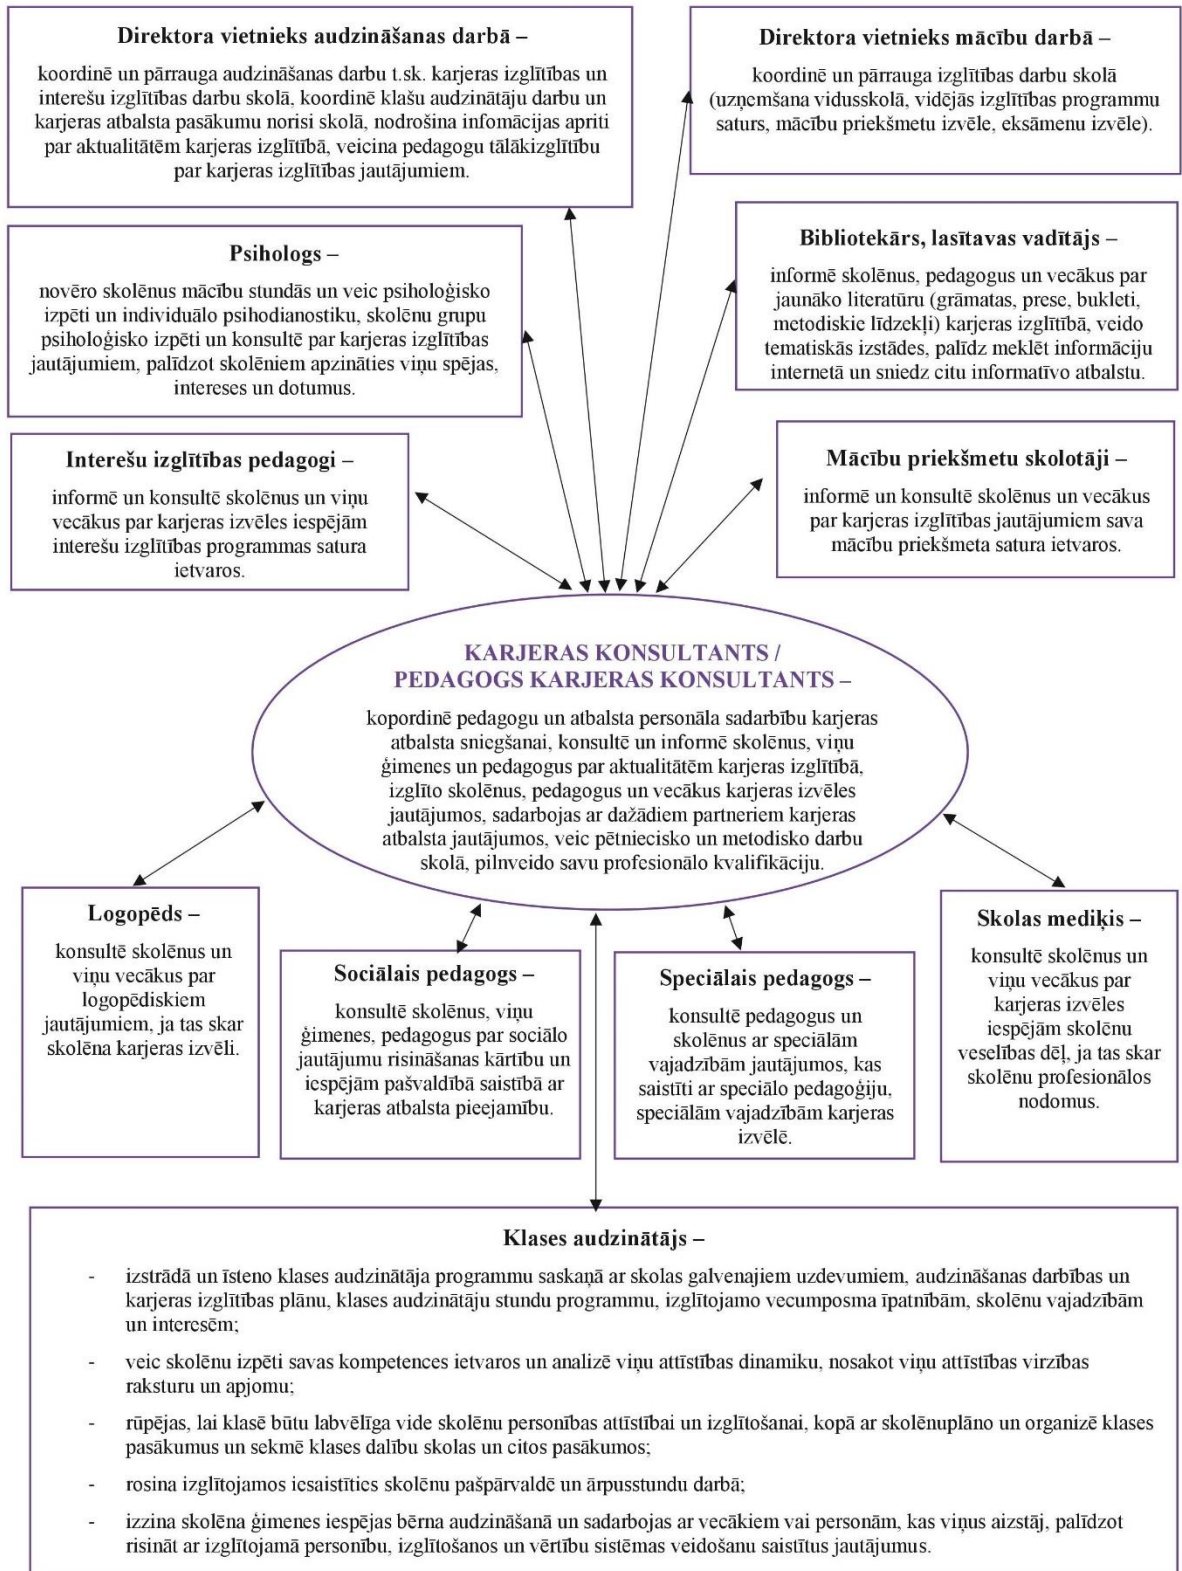 Direktora vietnieks audzināšanas darbā –
koordinē un pārrauga audzināšanas darbu t.sk. karjeras izglītības un
interešu izglītības darbu skolā, koordinē klašu audzinātāju darbu un
karjeras atbalsta pasākumu norisi skolā, nodrošina infomācijas apriti
par aktualitātēm karjeras izglītībā, veicina pedagogu tālākizglītību
par karjeras izglītības jautājumiem.
Direktora vietnieks mācību darbā –
koordinē un pārrauga izglītības darbu skolā
(uzņemšana vidusskolā, vidējās izglītības programmu
saturs, mācību priekšmetu izvēle, eksāmenu izvēle).
Psihologs –
novēro skolēnus mācību stundās un veic psiholoģisko
izpēti un individuālo psihodianostiku, skolēnu grupu
psiholoģisko izpēti un konsultē par karjeras izglītības
jautājumiem, palīdzot skolēniem apzināties viņu spējas,
intereses un dotumus.
Bibliotekārs, lasītavas vadītājs –
informē skolēnus, pedagogus un vecākus par
jaunāko literatūru (grāmatas, prese, bukleti,
metodiskie līdzekļi) karjeras izglītībā, veido
tematiskās izstādes, palīdz meklēt informāciju
internetā un sniedz citu informatīvo atbalstu.
Interešu izglītības pedagogi –
informē un konsultē skolēnus un viņu
vecākus par karjeras izvēles iespējām
interešu izglītības programmas satura
ietvaros.
Mācību priekšmetu skolotāji –
informē un konsultē skolēnus un vecākus
par karjeras izglītības jautājumiem sava
mācību priekšmeta satura ietvaros.
KARJERAS KONSULTANTS /
PEDAGOGS KARJERAS KONSULTANTS –
kopordinē pedagogu un atbalsta personāla sadarbību karjeras
atbalsta sniegšanai, konsultē un informē skolēnus, viņu
ģimenes un pedagogus par aktualitātēm karjeras izglītībā,
izglīto skolēnus, pedagogus un vecākus karjeras izvēles
jautājumos, sadarbojas ar dažādiem partneriem karjeras
atbalsta jautājumos, veic pētniecisko un metodisko darbu
skolā, pilnveido savu profesionālo kvalifikāciju.
Logopēds –
konsultē skolēnus un
viņu vecākus par
logopēdiskiem
jautājumiem, ja tas skar
skolēna karjeras izvēli.
Sociālais pedagogs –
konsultē skolēnus, viņu
ģimenes, pedagogus par sociālo
jautājumu risināšanas kārtību un
iespējām pašvaldībā saistībā ar
karjeras atbalsta pieejamību.
Speciālais pedagogs –
konsultē pedagogus un
skolēnus ar speciālām
vajadzībām jautājumos, kas
saistīti ar speciālo pedagoģiju,
speciālām vajadzībām karjeras
izvēlē.
Skolas mediķis –
konsultē skolēnus un
viņu vecākus par
karjeras izvēles
iespējām skolēnu
veselības dēļ, ja tas skar
skolēnu profesionālos
nodomus.
Klases audzinātājs –
- izstrādā un īsteno klases audzinātāja programmu saskaņā ar skolas galvenajiem uzdevumiem, audzināšanas darbības un
karjeras izglītības plānu, klases audzinātāju stundu programmu, izglītojamo vecumposma īpatnībām, skolēnu vajadzībām
un interesēm;
- veic skolēnu izpēti savas kompetences ietvaros un analizē viņu attīstības dinamiku, nosakot viņu attīstības virzības
raksturu un apjomu;
- rūpējas, lai klasē būtu labvēlīga vide skolēnu personības attīstībai un izglītošanai, kopā ar skolēnuplāno un organizē klases
pasākumus un sekmē klases dalību skolas un citos pasākumos;
- rosina izglītojamos iesaistīties skolēnu pašpārvaldē un ārpusstundu darbā;
- izzina skolēna ģimenes iespējas bērna audzināšanā un sadarbojas ar vecākiem vai personām, kas viņus aizstāj, palīdzot
risināt ar izglītojamā personību, izglītošanos un vērtību sistēmas veidošanu saistītus jautājumus.